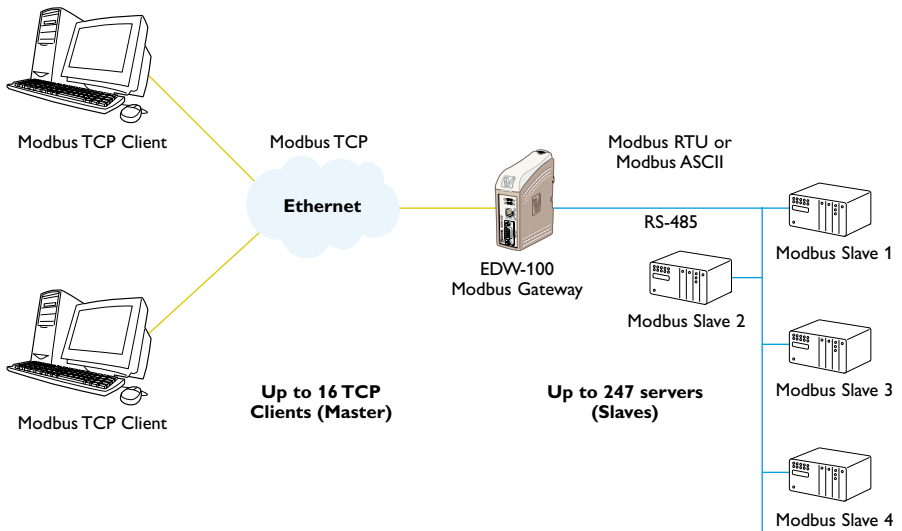 Modbus TCP Client
Modbus TCP
Ethernet
Modbus TCP Client
Up to 16 TCP
Clients (Master)
EDW-100
Modbus Gateway
Modbus RTU or
Modbus ASCII
RS-485
Modbus Slave 1
Modbus Slave 2
Modbus Slave 3
Modbus Slave 4
Up to 247 servers
(Slaves)